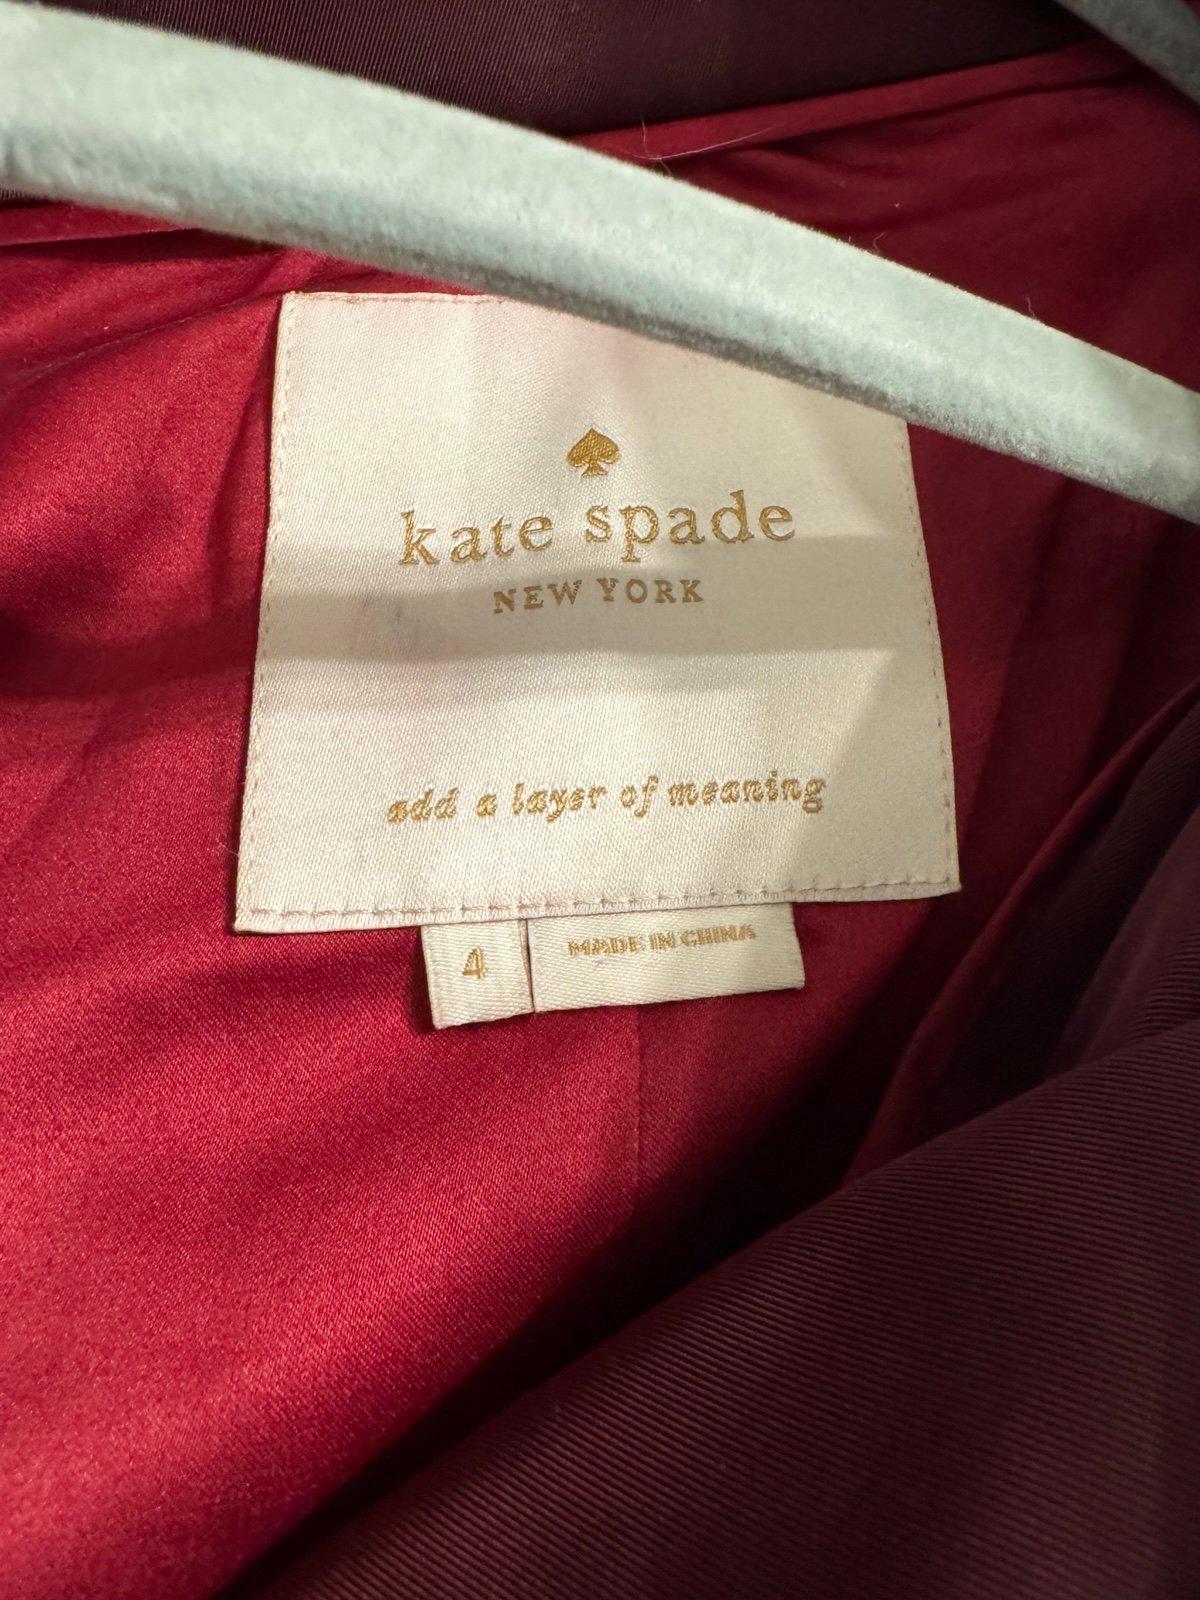 kate spade
NEW YORK
add a layer of meaning
4
MADE IN CHINA